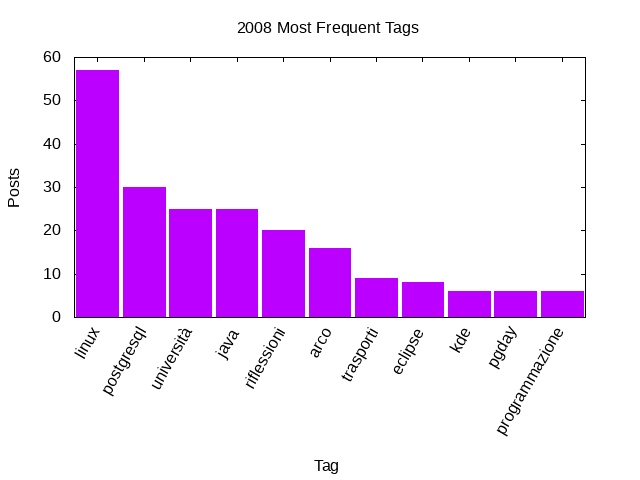 2008 Most Frequent Tags
60
50
40
30
20
10
0
Posts
linux
postgresql
università
java
riflessioni
arco
trasporti
eclipse
kde
pgday
programmazione
Tag